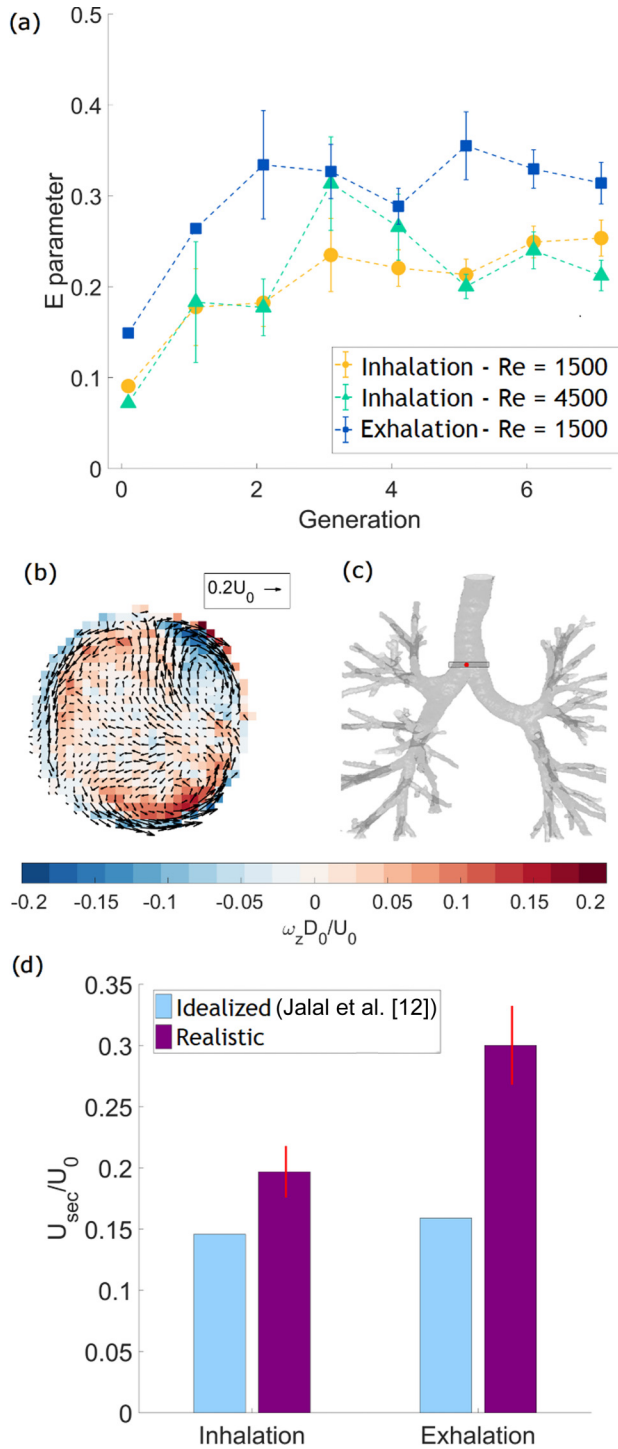 (a)
0.5
0.4
0.3
0.2
0.1
0
E parameter
Inhalation - Re = 1500
Inhalation - Re = 4500
Exhalation - Re = 1500
0 2 4 6
Generation
(b)
0.2U0
(c)
-0.2 -0.15 -0.1 -0.05 0 0.05 0.1 0.15 0.2
ωzD0/U0
(d)
0.35
0.3
0.25
0.2
0.15
0.1
0.05
0
Usec/U0
Idealized (Jalal et al. [12])
Realistic
Inhalation Exhalation